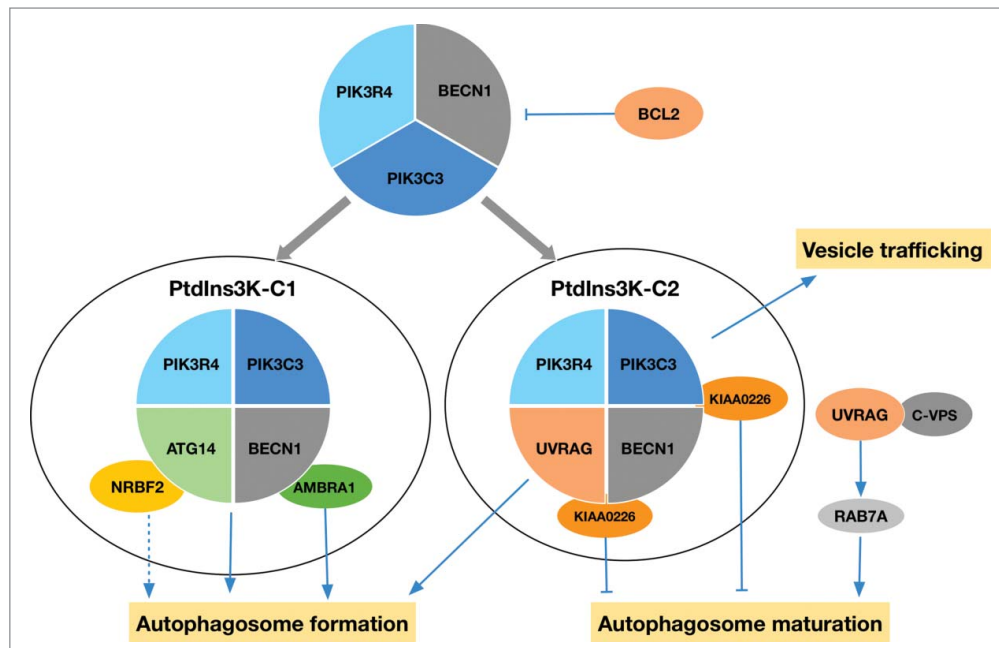 PIK3R4
BECN1
BCL2
PIK3C3
Vesicle trafficking
PtdIns3K-C1
PtdIns3K-C2
PIK3R4
PIK3C3
ATG14
BECN1
NRBF2
AMBRA1
PIK3R4
PIK3C3
KIAA0226
UVRAG
BECN1
KIAA0226
UVRAG
C-VPS
RAB7A
Autophagosome formation
Autophagosome maturation